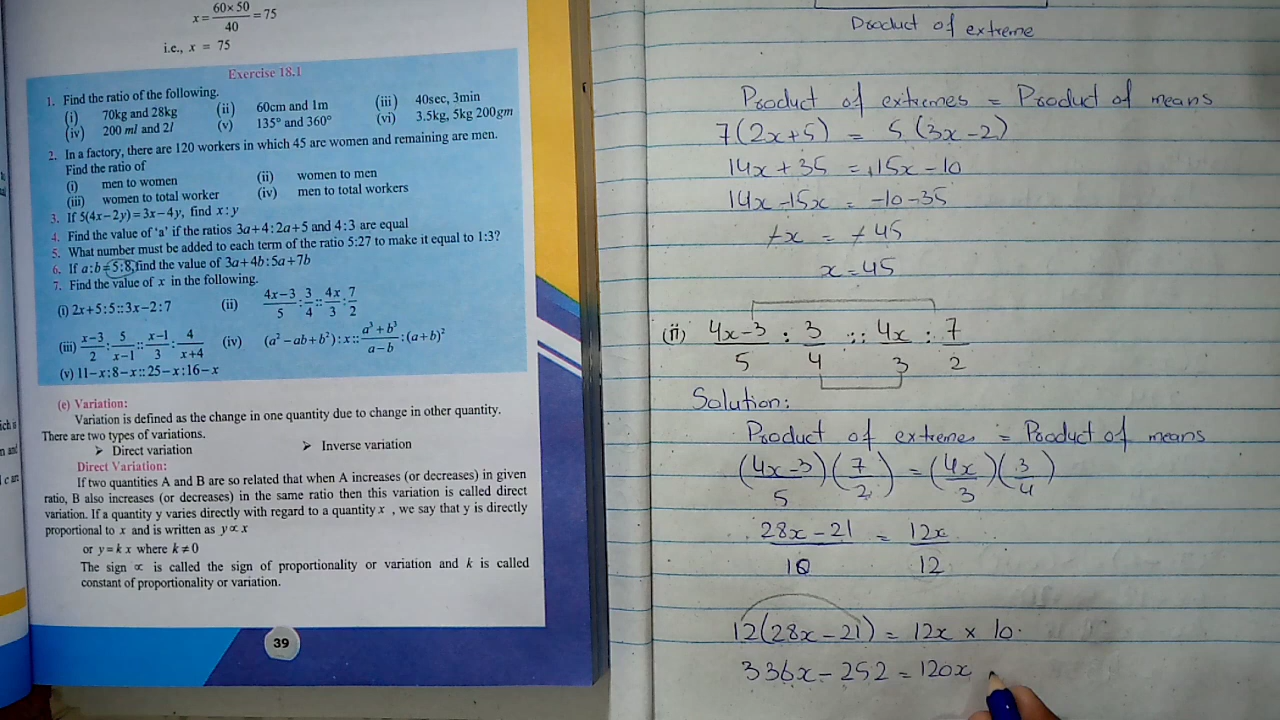 x = 60×50/40 = 75
i.e., x = 75
Exercise 18.1
1. Find the ratio of the following.
(i) 70kg and 28kg (ii) 60cm and 1m (iii) 40sec, 3min
(iv) 200 ml and 2l (v) 135° and 360° (vi) 3.5kg, 5kg 200gm
2. In a factory, there are 120 workers in which 45 are women and remaining are men.
Find the ratio of
(i) men to women (ii) women to men
(iii) women to total worker (iv) men to total workers
3. If 5(4x−2y)=3x−4y, find x:y
4. Find the value of 'a' if the ratios 3a+4:2a+5 and 4:3 are equal
5. What number must be added to each term of the ratio 5:27 to make it equal to 1:3?
6. If a:b=5:8, find the value of 3a+4b:5a+7b
7. Find the value of x in the following.
(i) 2x+5:5::3x−2:7 (ii) (4x−3)/5:3/4::4x/3:7/2
(iii) (x−3)/2:5/(x−1)::(x−1)/3:4/(x+4) (iv) (a²−ab+b²):x::(a³+b³)/(a−b):(a+b)²
(v) 11−x:8−x::25−x:16−x
(e) Variation:
Variation is defined as the change in one quantity due to change in other quantity.
There are two types of variations.
➤ Direct variation ➤ Inverse variation
Direct Variation:
If two quantities A and B are so related that when A increases (or decreases) in given
ratio, B also increases (or decreases) in the same ratio then this variation is called direct
variation. If a quantity y varies directly with regard to a quantity x , we say that y is directly
proportional to x and is written as y∝x
or y=k x where k≠0
The sign ∝ is called the sign of proportionality or variation and k is called
constant of proportionality or variation.
39
Product of extreme
Product of extremes = Product of means
7(2x+5) = 5(3x−2)
14x+35 = 15x−10
14x−15x = −10−35
−x = −45
x=45
(ii) (4x−3)/5 : 3/4 :: 4x/3 : 7/2
Solution:
Product of extremes = Product of means
((4x−3)/5)(7/2) = (4x/3)(3/4)
(28x−21)/10 = 12x/12
12(28x−21) = 12x × 10
336x−252 = 120x